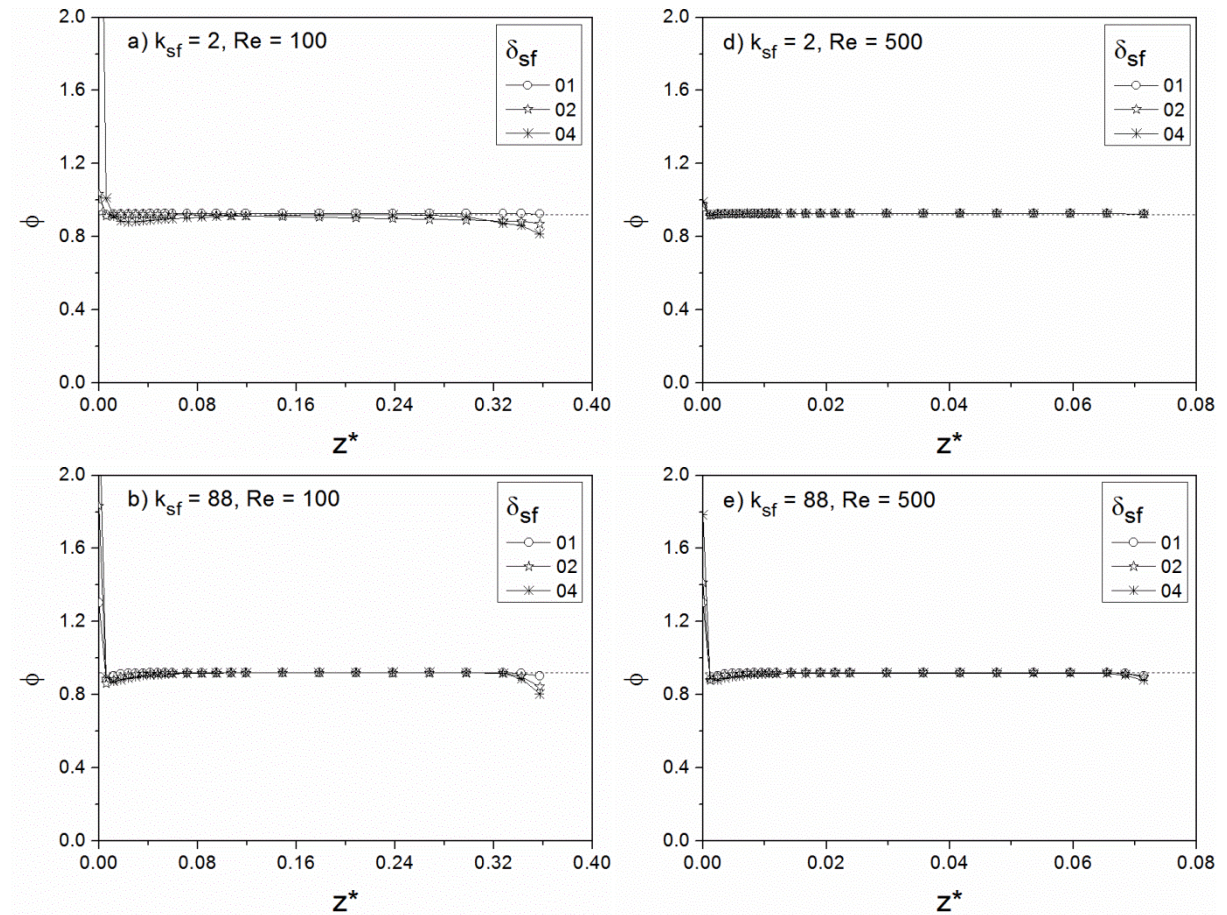 2.0
1.6
1.2
0.8
0.4
0.0
ϕ
a) k_sf = 2, Re = 100
δ_sf
01
02
04
0.00 0.08 0.16 0.24 0.32 0.40
z*
2.0
1.6
1.2
0.8
0.4
0.0
ϕ
d) k_sf = 2, Re = 500
δ_sf
01
02
04
0.00 0.02 0.04 0.06 0.08
z*
2.0
1.6
1.2
0.8
0.4
0.0
ϕ
b) k_sf = 88, Re = 100
δ_sf
01
02
04
0.00 0.08 0.16 0.24 0.32 0.40
z*
2.0
1.6
1.2
0.8
0.4
0.0
ϕ
e) k_sf = 88, Re = 500
δ_sf
01
02
04
0.00 0.02 0.04 0.06 0.08
z*